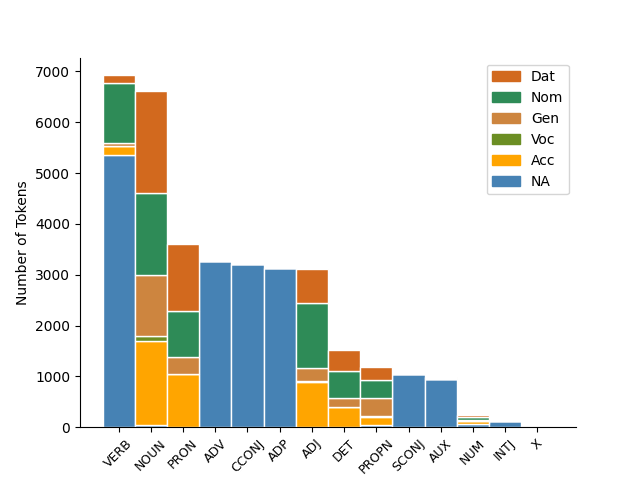 7000
6000
5000
4000
3000
2000
1000
0
Number of Tokens
Dat
Nom
Gen
Voc
Acc
NA
VERB
NOUN
PRON
ADV
CCONJ
ADP
ADJ
DET
PROPN
SCONJ
AUX
NUM
INTJ
X